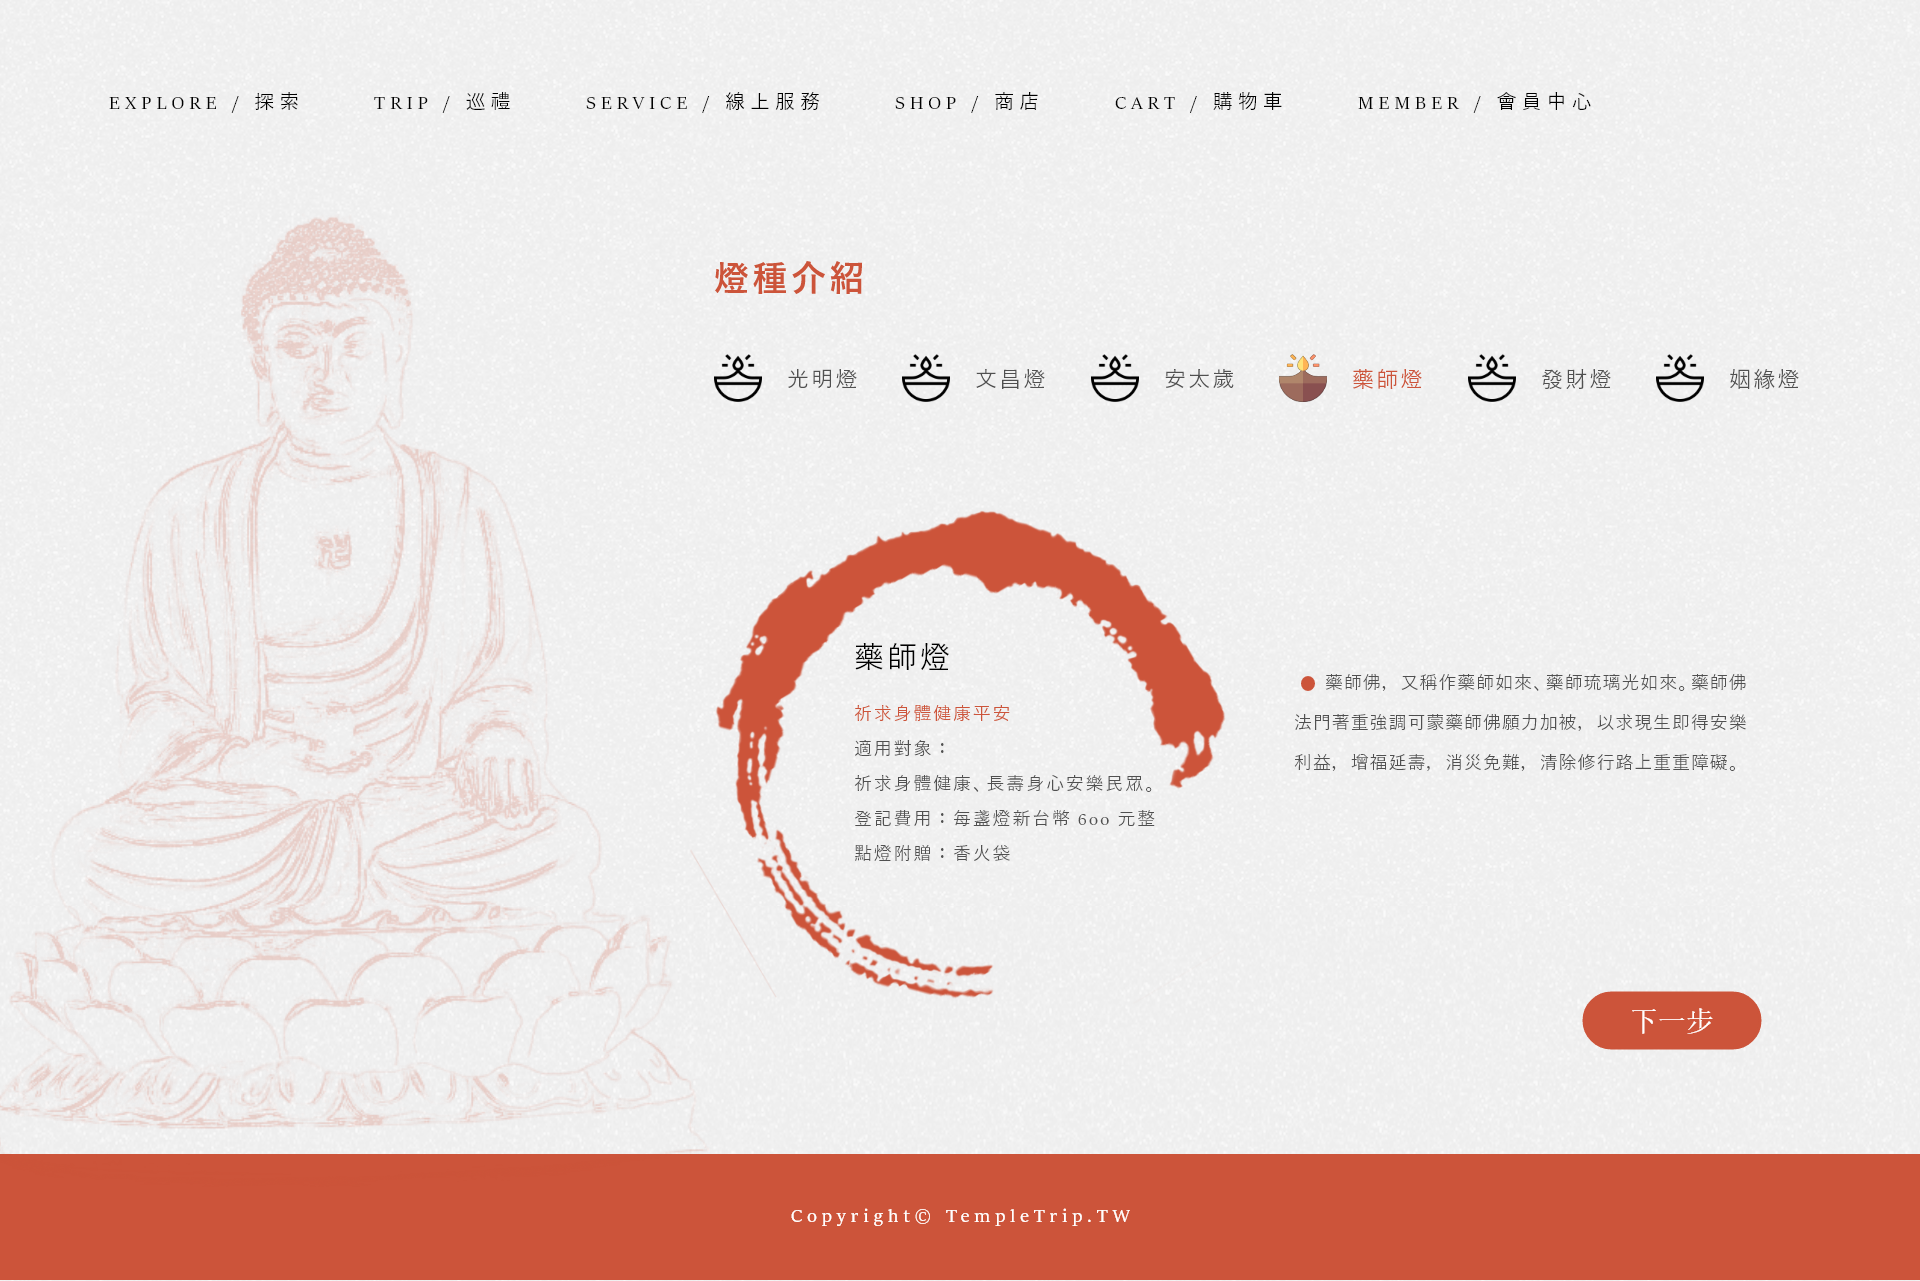 EXPLORE / 探索
TRIP / 巡禮
SERVICE / 線上服務
SHOP / 商店
CART / 購物車
MEMBER / 會員中心
燈種介紹
光明燈
文昌燈
安太歲
藥師燈
發財燈
姻緣燈
藥師燈
祈求身體健康平安
適用對象：
祈求身體健康、長壽身心安樂民眾。
登記費用：每盞燈新台幣 600 元整
點燈附贈：香火袋
藥師佛，又稱作藥師如來、藥師琉璃光如來。藥師佛
法門著重強調可蒙藥師佛願力加被，以求現生即得安樂
利益，增福延壽，消災免難，清除修行路上重重障礙。
下一步
Copyright© TempleTrip.TW